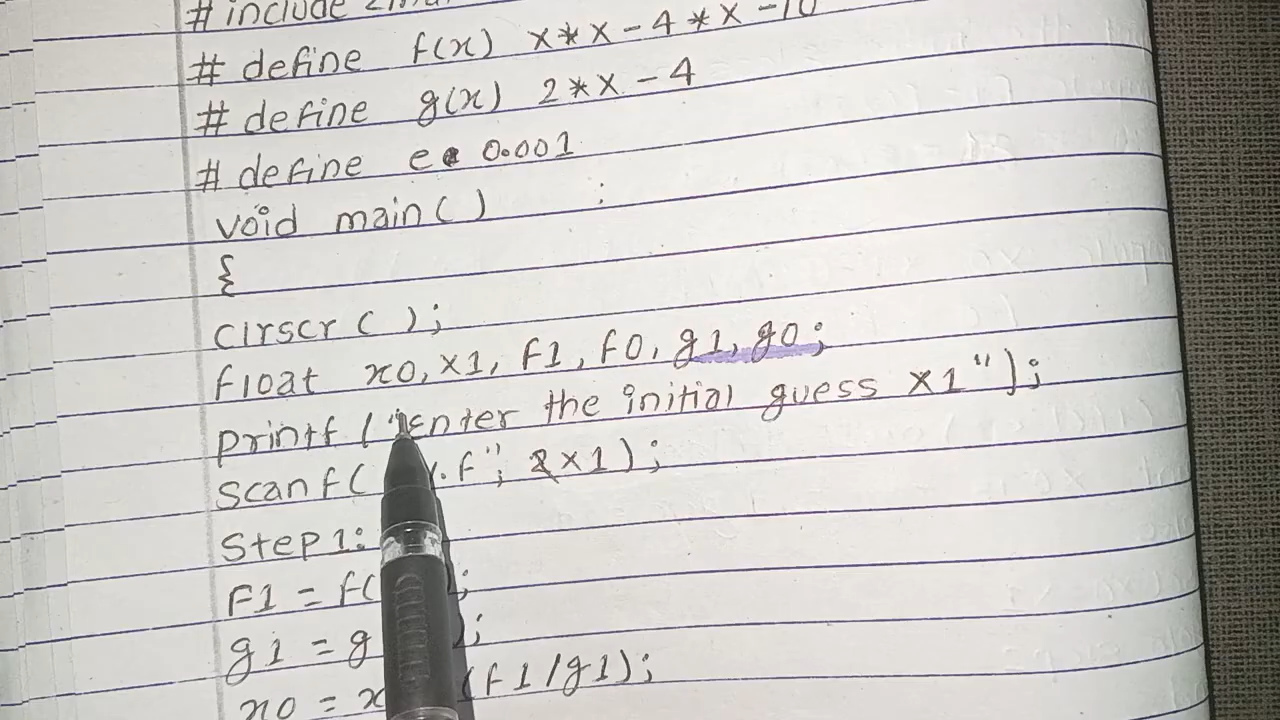 # include
# define f(x) x*x-4*x-10
# define g(x) 2*x-4
# define e 0.001
void main()
{
clrscr();
float x0, x1, f1, f0, g1, g0;
printf("enter the initial guess x1");
scanf( .f", &x1);
Step1:
F1 = f( ;
g1 = g );
x0 = x (f1/g1);